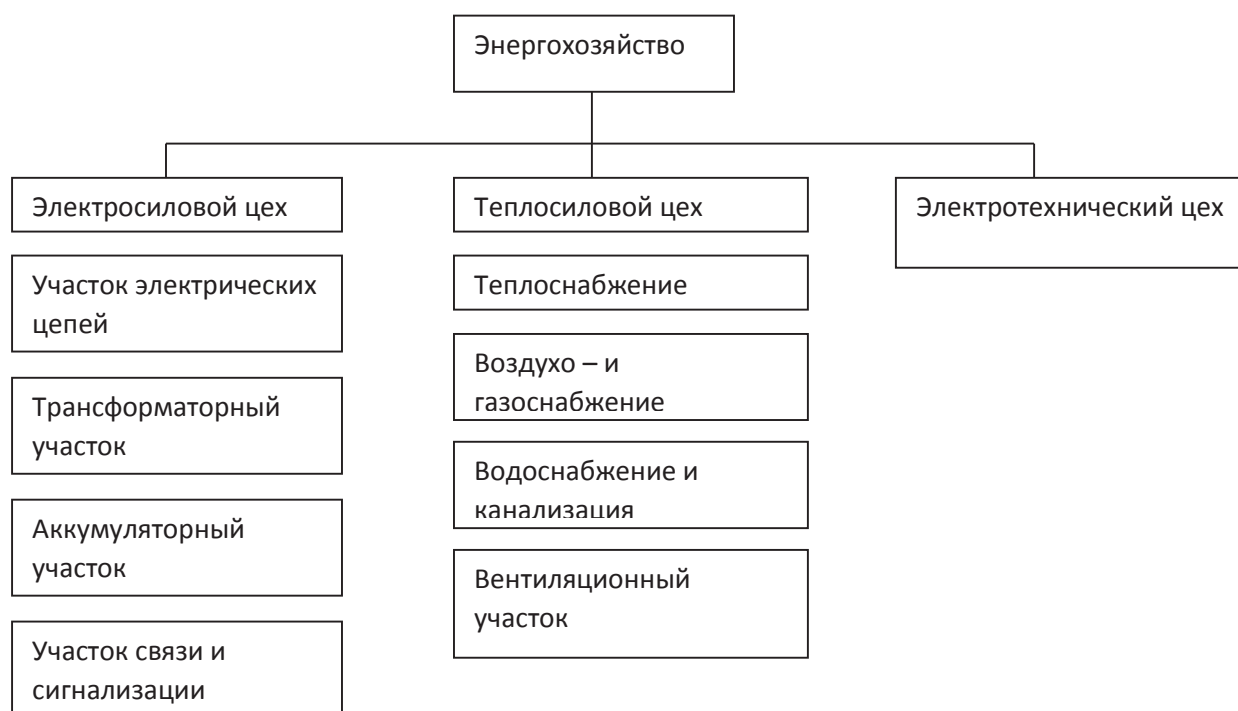 Энергохозяйство
Электросиловой цех
Участок электрических
цепей
Трансформаторный
участок
Аккумуляторный
участок
Участок связи и
сигнализации
Теплосиловой цех
Теплоснабжение
Воздухо – и
газоснабжение
Водоснабжение и
канализация
Вентиляционный
участок
Электротехнический цех